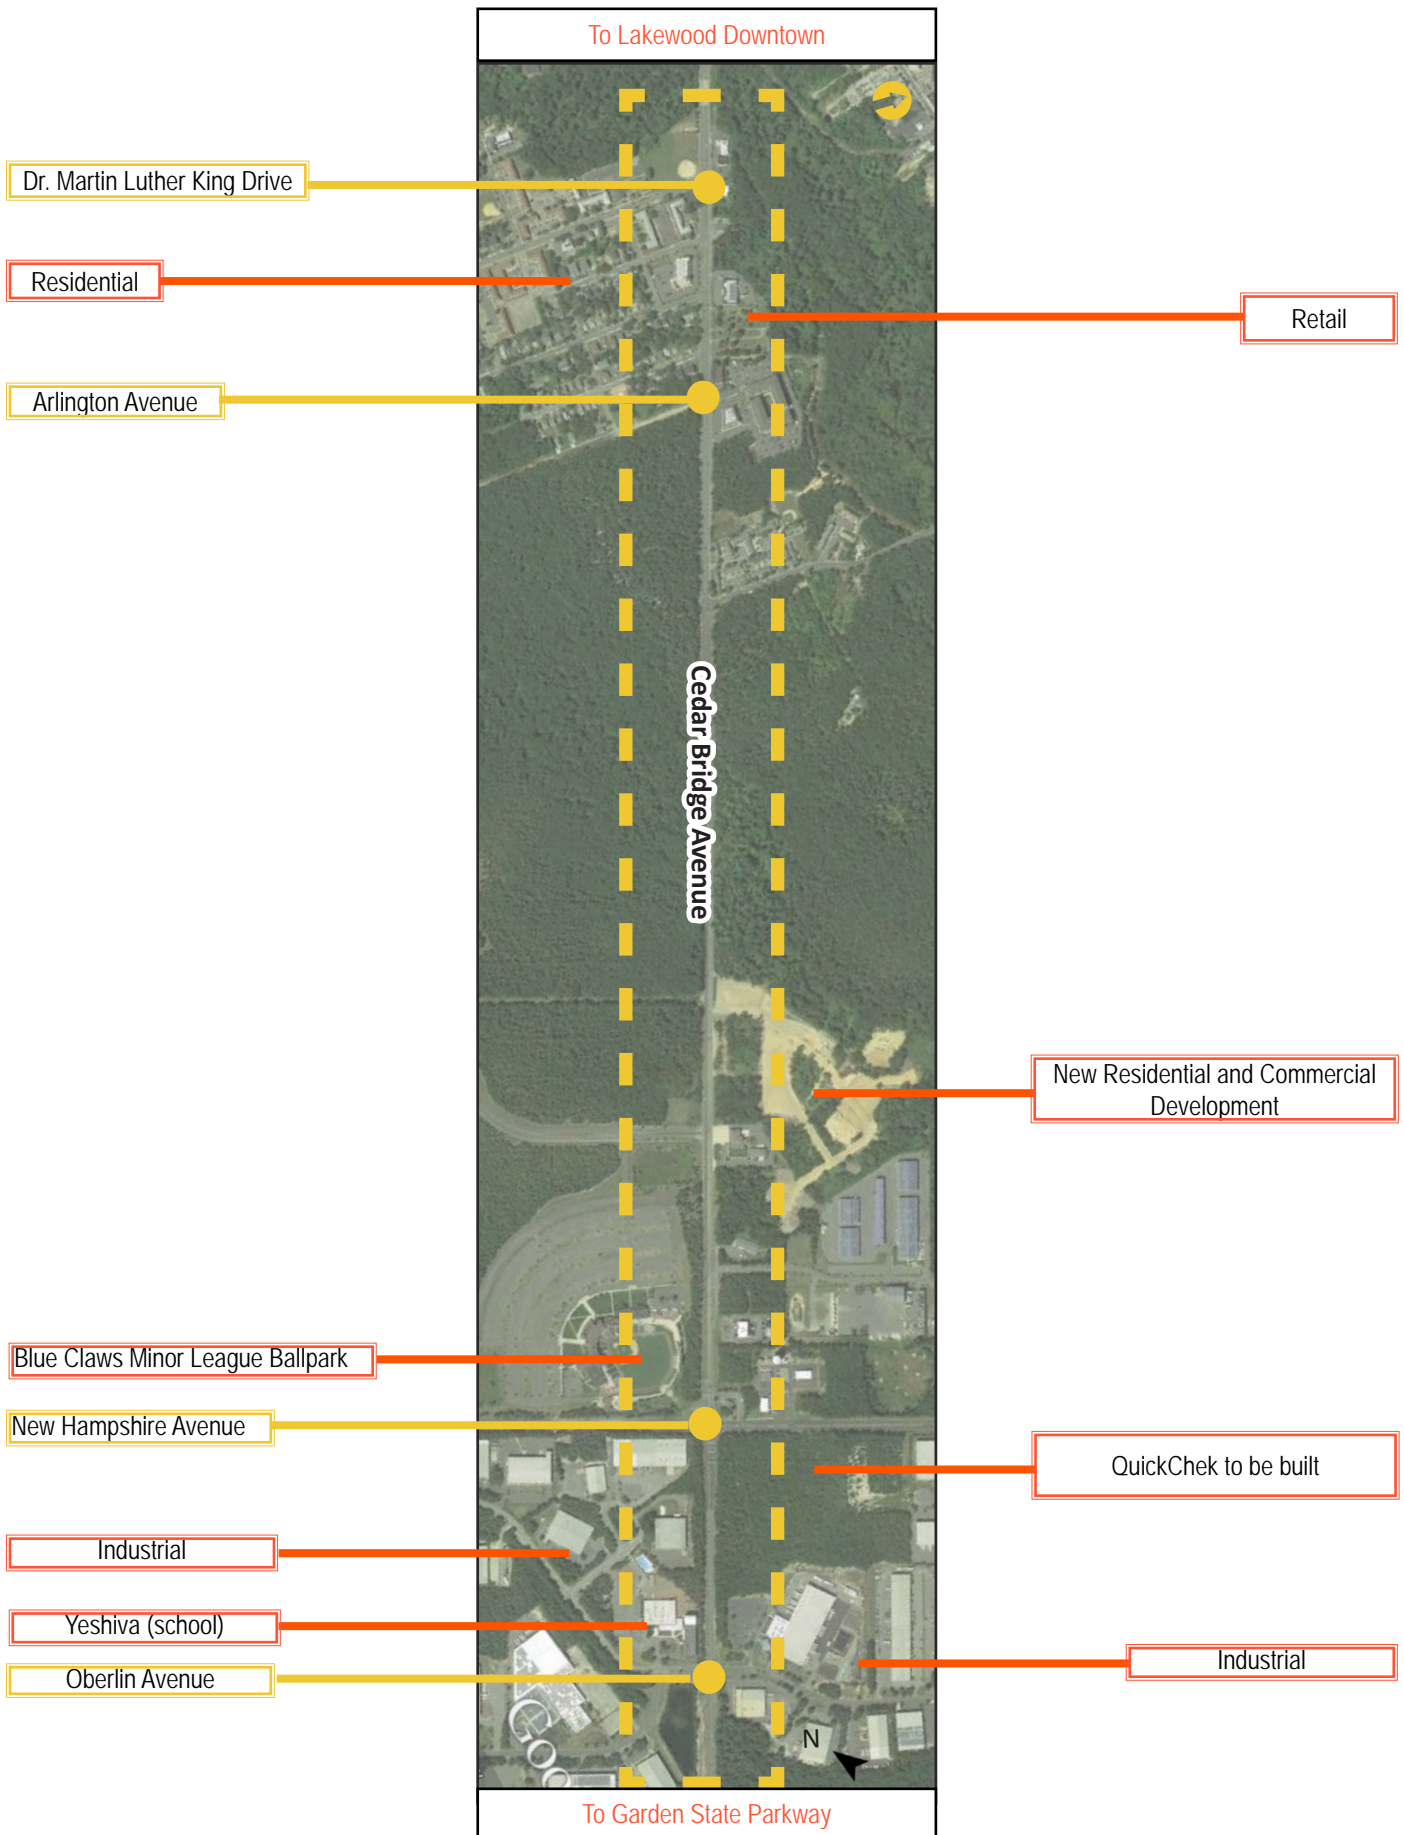 To Lakewood Downtown
Dr. Martin Luther King Drive
Residential
Retail
Arlington Avenue
Cedar Bridge Avenue
New Residential and Commercial
Development
Blue Claws Minor League Ballpark
New Hampshire Avenue
QuickChek to be built
Industrial
Yeshiva (school)
Industrial
Oberlin Avenue
N
Goo
To Garden State Parkway